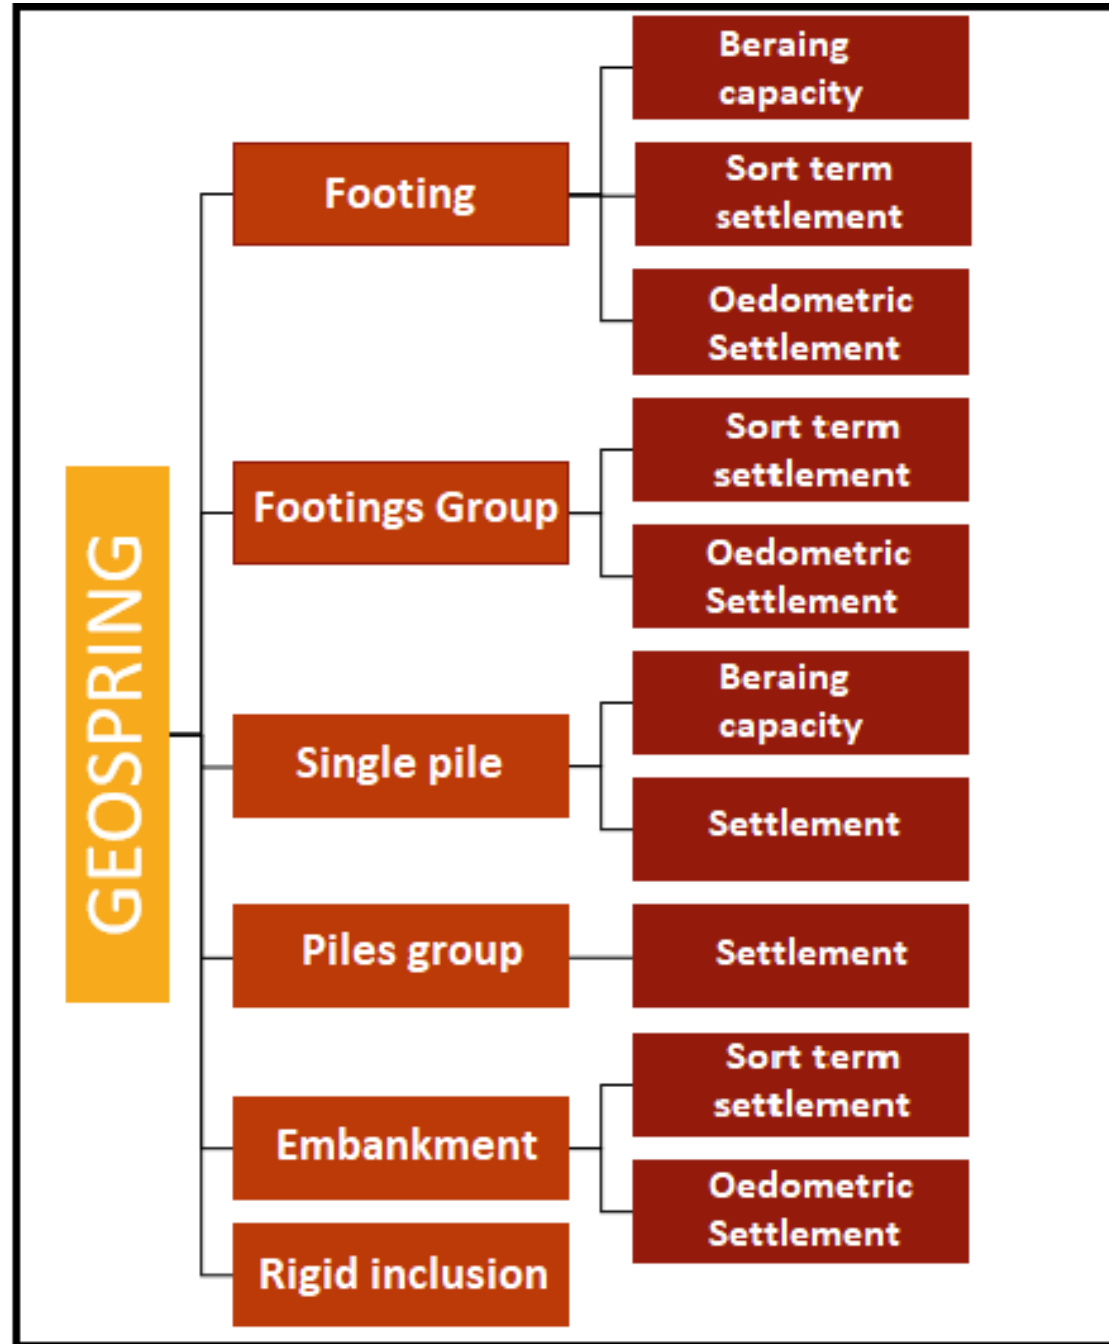 GEOSPRING
Footing
Beraing
capacity
Sort term
settlement
Oedometric
Settlement
Footings Group
Sort term
settlement
Oedometric
Settlement
Single pile
Beraing
capacity
Settlement
Piles group
Settlement
Embankment
Sort term
settlement
Oedometric
Settlement
Rigid inclusion